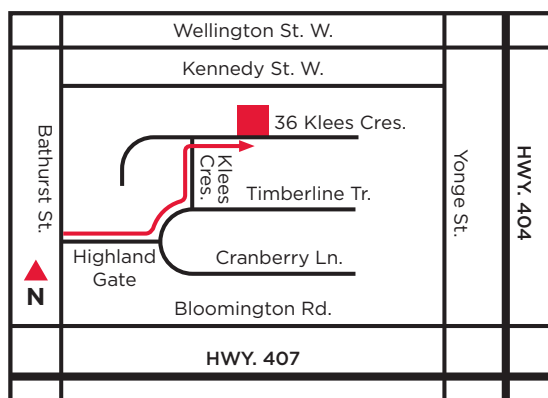 Wellington St. W.
Kennedy St. W.
36 Klees Cres.
Bathurst St.
Klees
Cres.
Yonge St.
HWY. 404
Timberline Tr.
Highland
Gate
Cranberry Ln.
N
Bloomington Rd.
HWY. 407